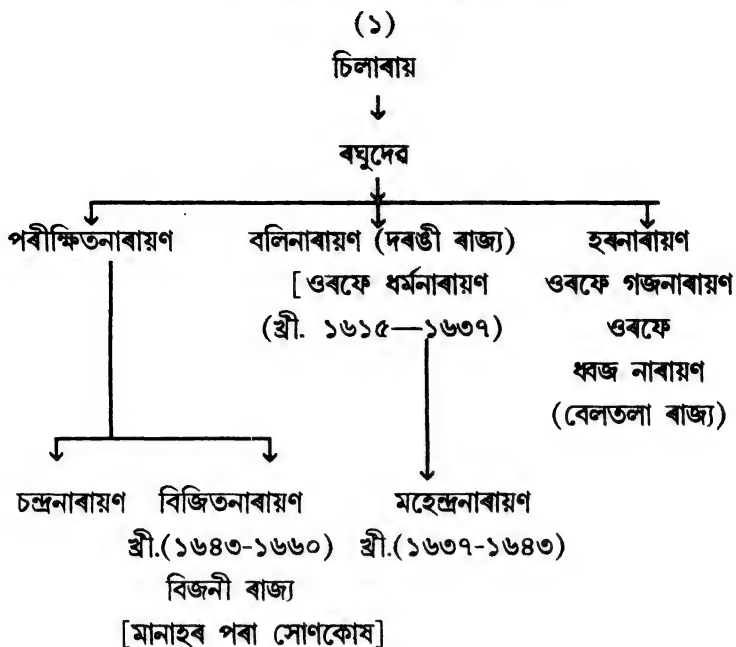 (১)
চিলাৰায়
ৰঘুদেৱ
পৰীক্ষিতনাৰায়ণ বলিনাৰায়ণ (দৰঙী ৰাজ্য) হৰুনাৰায়ণ
[ওৰফে ধৰ্মনাৰায়ণ ওৰফে গজনাৰায়ণ
(খ্ৰী. ১৬১৫—১৬৩৭) ওৰফে
ধ্বজ নাৰায়ণ
(বেলতলা ৰাজ্য)
চন্দ্ৰনাৰায়ণ বিজিতনাৰায়ণ মহেন্দ্ৰনাৰায়ণ
খ্ৰী.(১৬৪৩-১৬৬০) খ্ৰী.(১৬৩৭-১৬৪৩)
বিজনী ৰাজ্য
[মানাহৰ পৰা সোণকোষ]